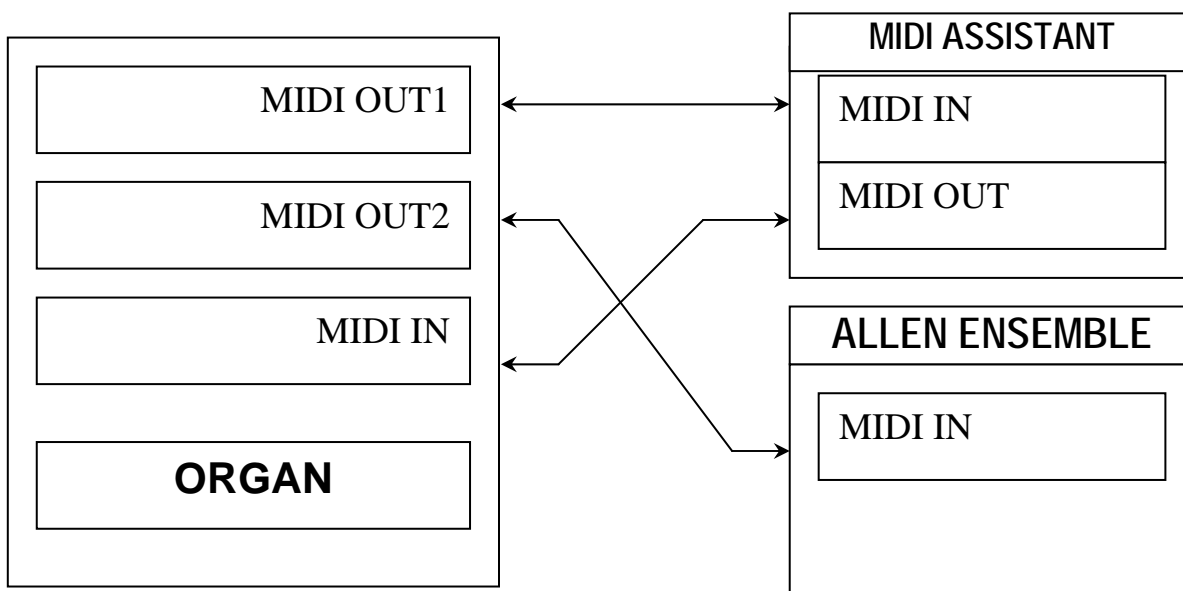 MIDI OUT1
MIDI OUT2
MIDI IN
ORGAN
MIDI ASSISTANT
MIDI IN
MIDI OUT
ALLEN ENSEMBLE
MIDI IN